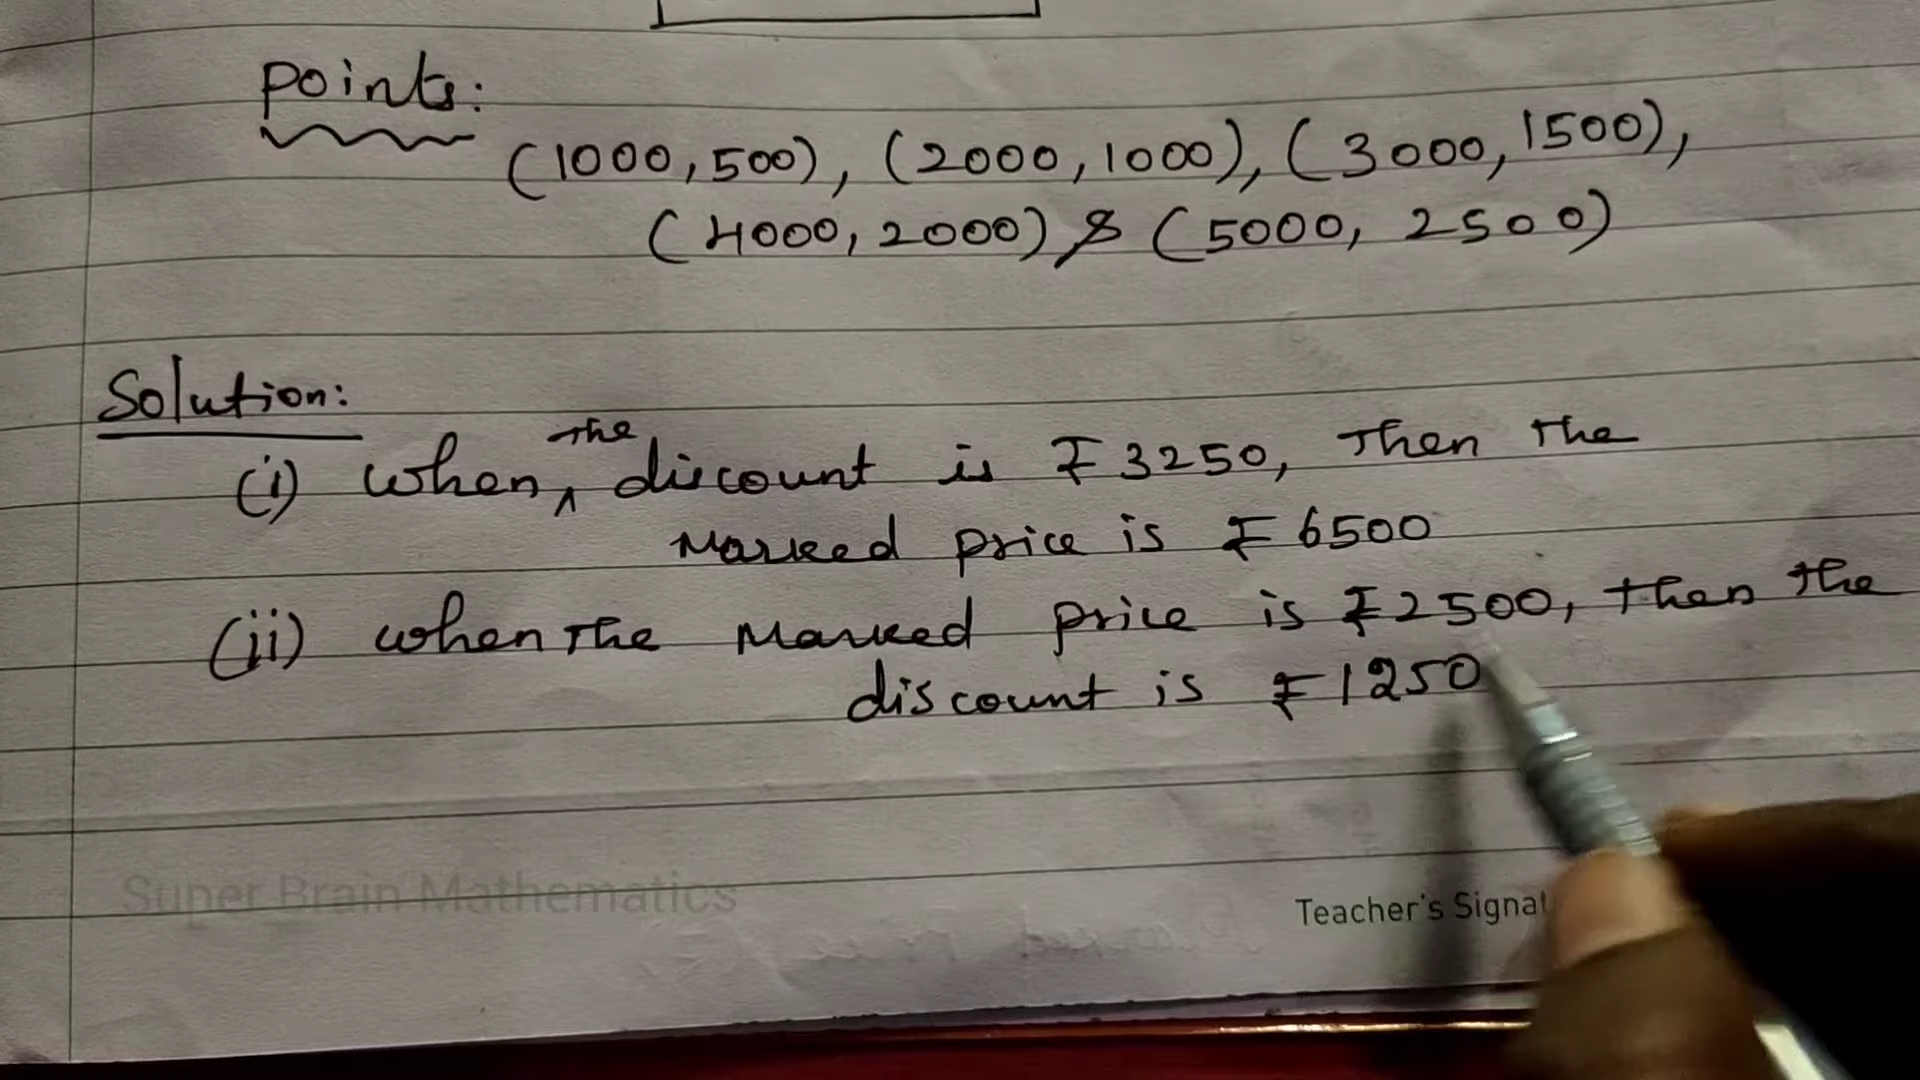 Points:
(1000, 500), (2000, 1000), (3000, 1500),
(4000, 2000) & (5000, 2500)
Solution:
(i) when the discount is ₹ 3250, Then the
Marked price is ₹ 6500
(ii) when The Marked price is ₹2500, then the
discount is ₹1250
Super Brain Mathematics
Teacher's Signat